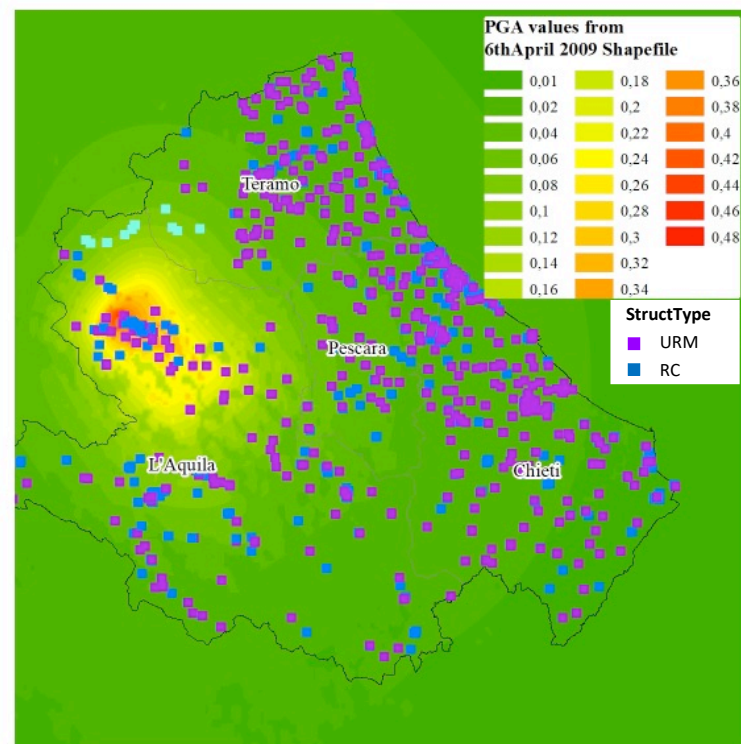 PGA values from
6thApril 2009 Shapefile
0,01
0,02
0,04
0,06
0,08
0,1
0,12
0,14
0,16
0,18
0,2
0,22
0,24
0,26
0,28
0,3
0,32
0,34
0,36
0,38
0,4
0,42
0,44
0,46
0,48
StructType
URM
RC
Teramo
Pescara
L'Aquila
Chieti